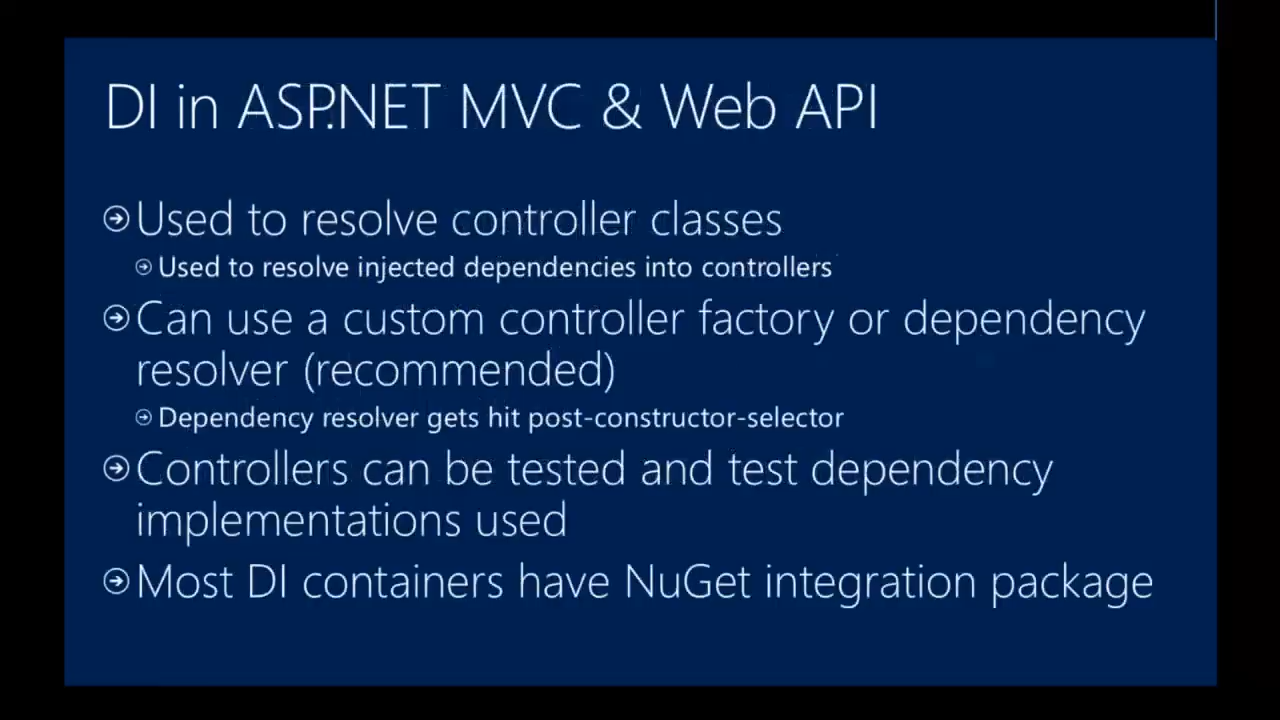 DI in ASP.NET MVC & Web API
Used to resolve controller classes
Used to resolve injected dependencies into controllers
Can use a custom controller factory or dependency
resolver (recommended)
Dependency resolver gets hit post-constructor-selector
Controllers can be tested and test dependency
implementations used
Most DI containers have NuGet integration package